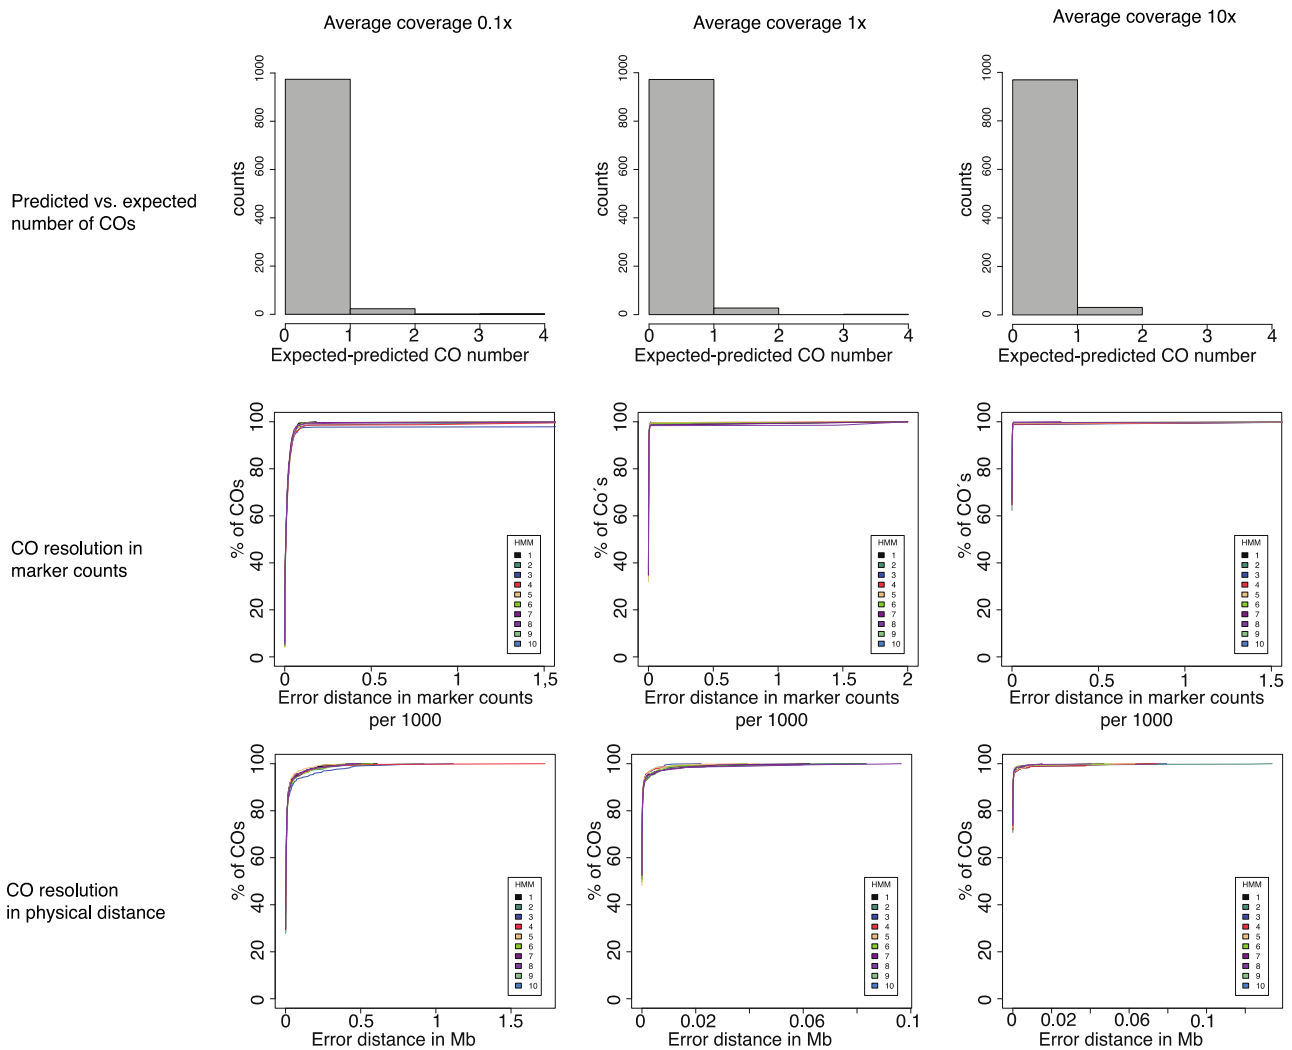 Average coverage 0.1x
Average coverage 1x
Average coverage 10x
Predicted vs. expected
number of COs
counts
0 200 400 600 800 1000
0 1 2 3 4
Expected-predicted CO number
counts
0 200 400 600 800 1000
0 1 2 3 4
Expected-predicted CO number
counts
0 200 400 600 800 1000
0 1 2 3 4
Expected-predicted CO number
CO resolution in
marker counts
% of COs
0 20 40 60 80 100
HMM
1
2
3
4
5
6
7
8
9
10
0 0.5 1 1,5
Error distance in marker counts
per 1000
% of Co´s
0 20 40 60 80 100
HMM
1
2
3
4
5
6
7
8
9
10
0 0.5 1 1.5 2
Error distance in marker counts
per 1000
% of CO´s
0 20 40 60 80 100
HMM
1
2
3
4
5
6
7
8
9
10
0 0.5 1 1.5
Error distance in marker counts
per 1000
CO resolution
in physical distance
% of COs
0 20 40 60 80 100
HMM
1
2
3
4
5
6
7
8
9
10
0 0.5 1 1.5
Error distance in Mb
% of COs
0 20 40 60 80 100
HMM
1
2
3
4
5
6
7
8
9
10
0 0.02 0.06 0.1
Error distance in Mb
% of COs
0 20 40 60 80 100
HMM
1
2
3
4
5
6
7
8
9
10
0 0.02 0.06 0.1
Error distance in Mb